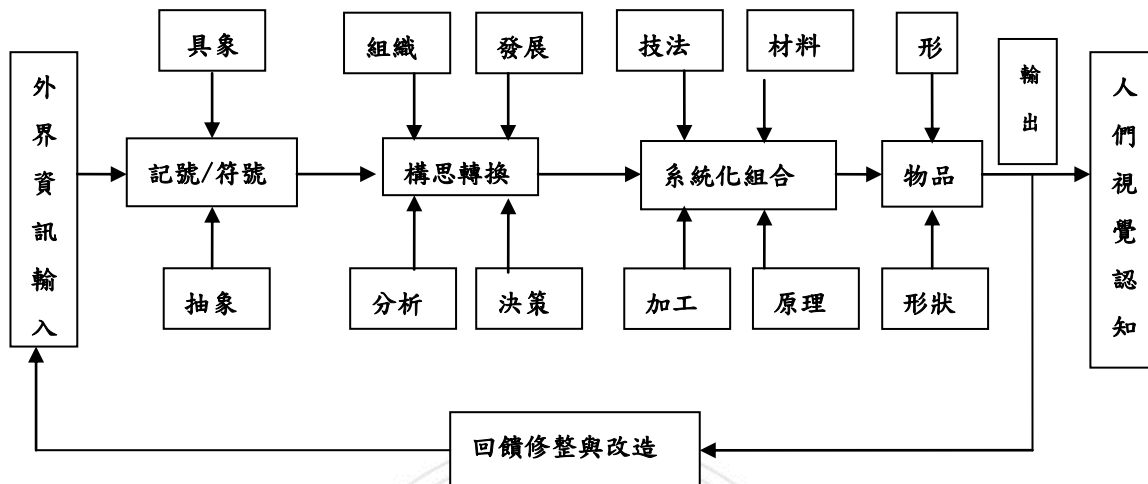 具象
組織
發展
技法
材料
形
輸出
外界資訊輸入
記號/符號
構思轉換
系統化組合
物品
人們視覺認知
抽象
分析
決策
加工
原理
形狀
回饋修整與改造